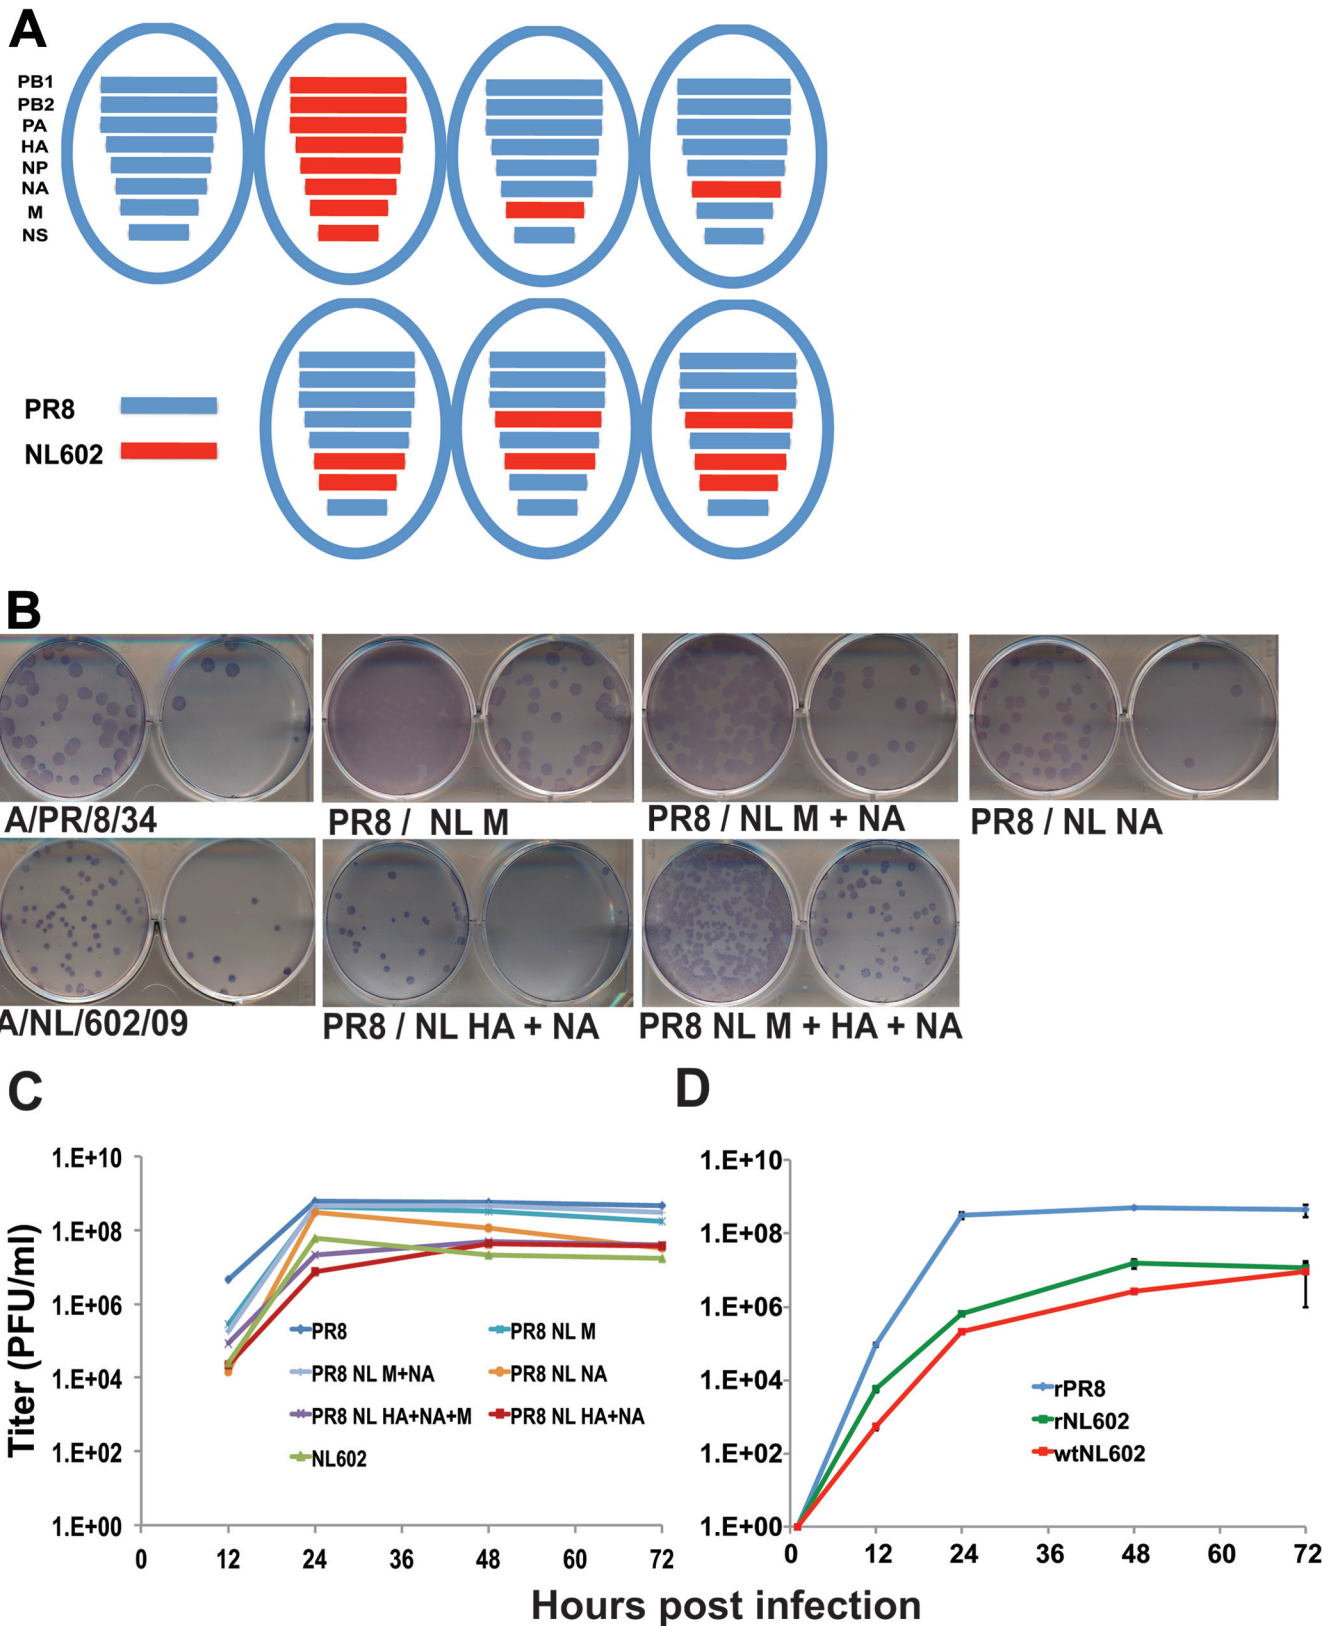 A
PB1
PB2
PA
HA
NP
NA
M
NS
PR8
NL602
B
A/PR/8/34
PR8 / NL M
PR8 / NL M + NA
PR8 / NL NA
A/NL/602/09
PR8 / NL HA + NA
PR8 NL M + HA + NA
C
D
Titer (PFU/ml)
1.E+10
1.E+08
1.E+06
1.E+04
1.E+02
1.E+00
0 12 24 36 48 60 72
PR8
PR8 NL M
PR8 NL M+NA
PR8 NL NA
PR8 NL HA+NA+M
PR8 NL HA+NA
NL602
1.E+10
1.E+08
1.E+06
1.E+04
1.E+02
1.E+00
0 12 24 36 48 60 72
rPR8
rNL602
wtNL602
Hours post infection